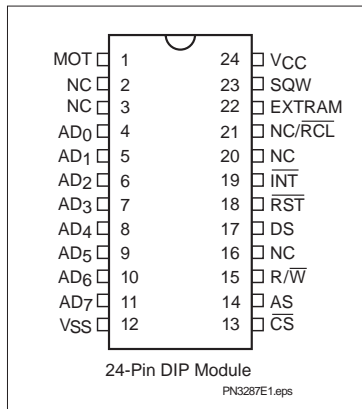 MOT 1 24 VCC
NC 2 23 SQW
NC 3 22 EXTRAM
AD0 4 21 NC/RCL
AD1 5 20 NC
AD2 6 19 INT
AD3 7 18 RST
AD4 8 17 DS
AD5 9 16 NC
AD6 10 15 R/W
AD7 11 14 AS
VSS 12 13 CS
24-Pin DIP Module
PN3287E1.eps